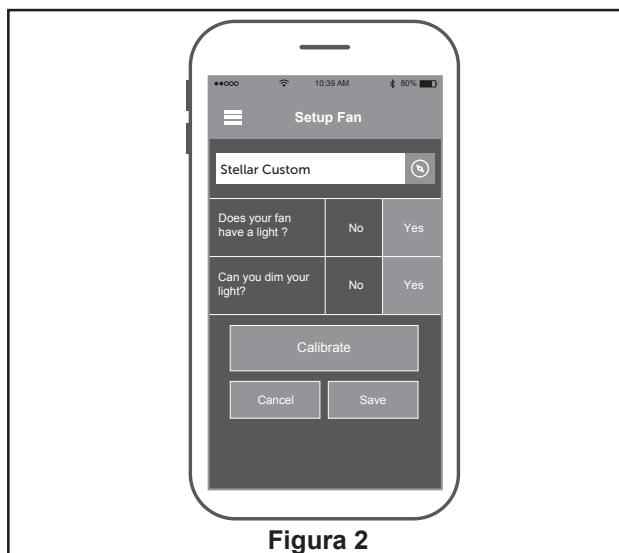 10:39 AM 80%
Setup Fan
Stellar Custom
Does your fan
have a light ?
No
Yes
Can you dim your
light?
No
Yes
Calibrate
Cancel
Save
Figura 2